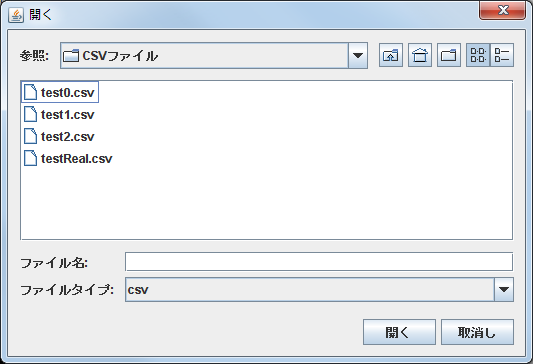 開く
参照: CSVファイル
test0.csv
test1.csv
test2.csv
testReal.csv
ファイル名:
ファイルタイプ: csv
開く 取消し